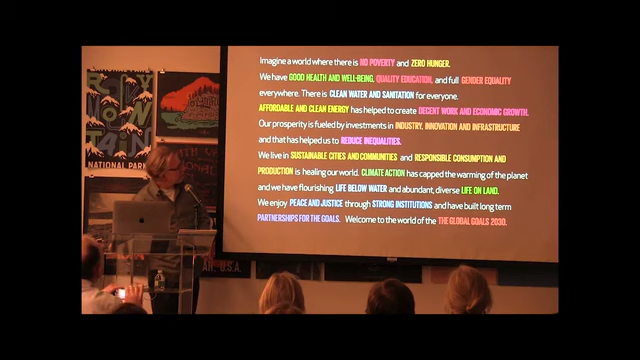 Imagine a world where there is NO POVERTY and ZERO HUNGER.
We have GOOD HEALTH AND WELL-BEING, QUALITY EDUCATION, and full GENDER EQUALITY
everywhere. There is CLEAN WATER AND SANITATION for everyone.
AFFORDABLE AND CLEAN ENERGY has helped to create DECENT WORK AND ECONOMIC GROWTH.
Our prosperity is fueled by investments in INDUSTRY, INNOVATION AND INFRASTRUCTURE
and that has helped us to REDUCE INEQUALITIES.
We live in SUSTAINABLE CITIES AND COMMUNITIES and RESPONSIBLE CONSUMPTION AND
PRODUCTION is healing our world. CLIMATE ACTION has capped the warming of the planet
and we have flourishing LIFE BELOW WATER and abundant, diverse LIFE ON LAND.
We enjoy PEACE AND JUSTICE through STRONG INSTITUTIONS and have built long term
PARTNERSHIPS FOR THE GOALS. Welcome to the world of the THE GLOBAL GOALS 2030.
NATIONAL PARK
U.S.A.